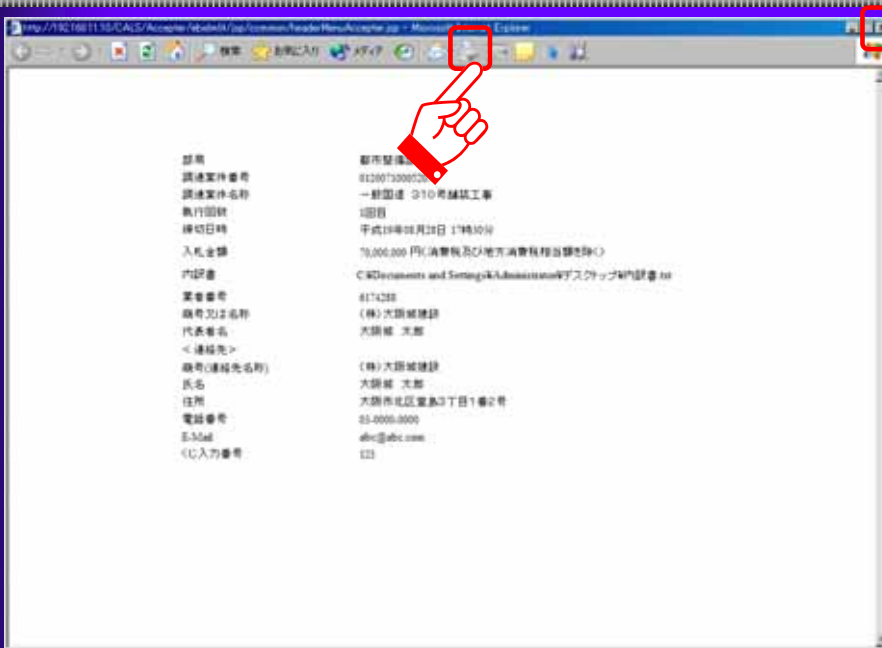 検索 お気に入り メディア
部局 都市整備
調達案件番号
調達案件名称 一般国道 310号舗装工事
執行回数 1回目
締切日時 平成19年08月28日 17時30分
入札金額 70,000,000 円(消費税及び地方消費税相当額を除く)
内訳書 C:¥Documents and Settings¥Administrator¥デスクトップ¥内訳書.txt
業者番号 6174288
商号又は名称 (株)大阪城建設
代表者名 大阪城 太郎
<連絡先>
商号(連絡先名称) (株)大阪城建設
氏名 大阪城 太郎
住所 大阪市北区堂島3丁目1番2号
電話番号 03-0000-0000
E-Mail abc@abc.com
くじ入力番号 123